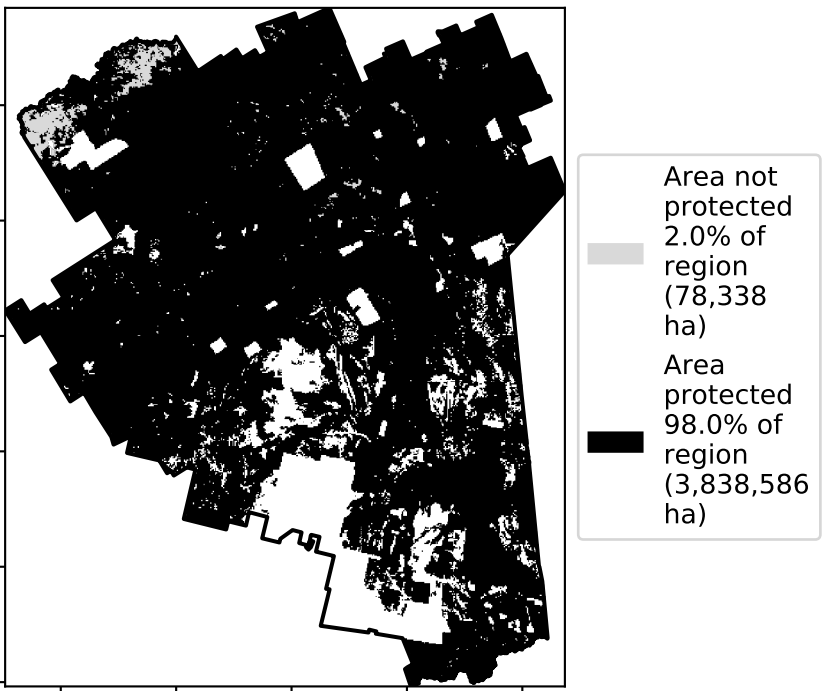 Area not
protected
2.0% of
region
(78,338
ha)
Area
protected
98.0% of
region
(3,838,586
ha)